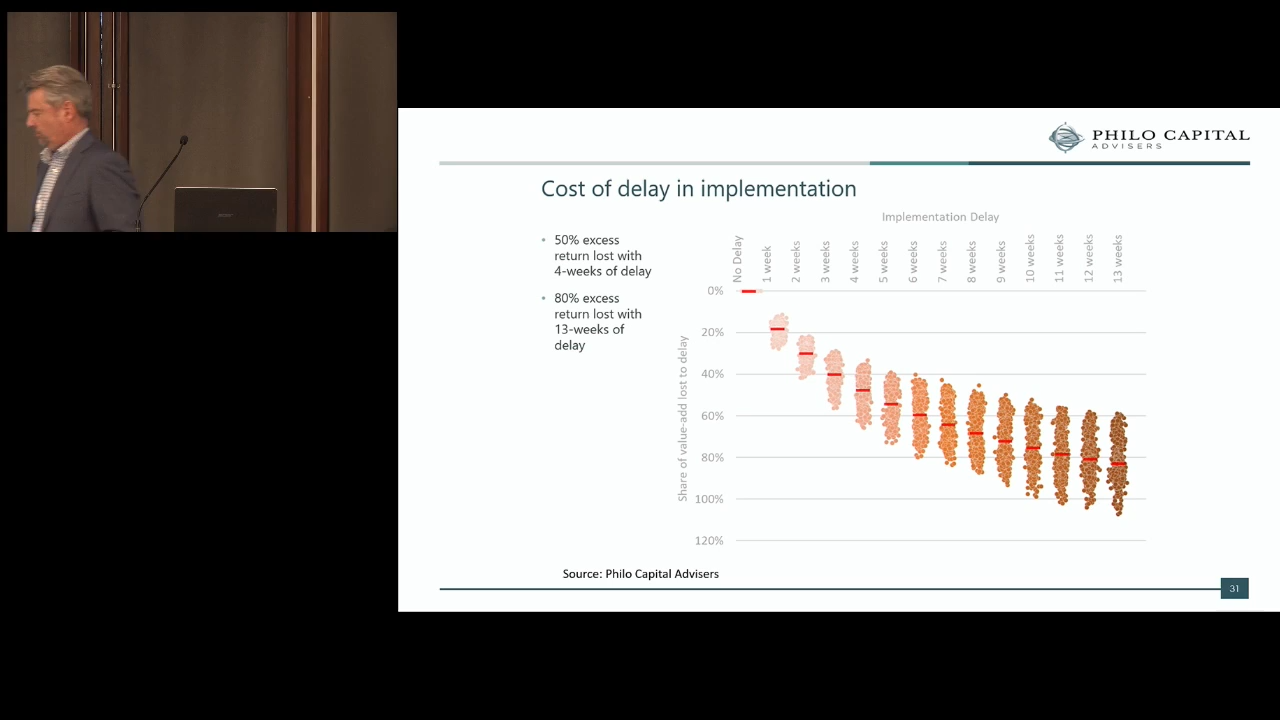 PHILO CAPITAL
ADVISERS
Cost of delay in implementation
• 50% excess
return lost with
4-weeks of delay
• 80% excess
return lost with
13-weeks of
delay
Implementation Delay
No Delay
1 week
2 weeks
3 weeks
4 weeks
5 weeks
6 weeks
7 weeks
8 weeks
9 weeks
10 weeks
11 weeks
12 weeks
13 weeks
Share of value-add lost to delay
0%
20%
40%
60%
80%
100%
120%
Source: Philo Capital Advisers
31